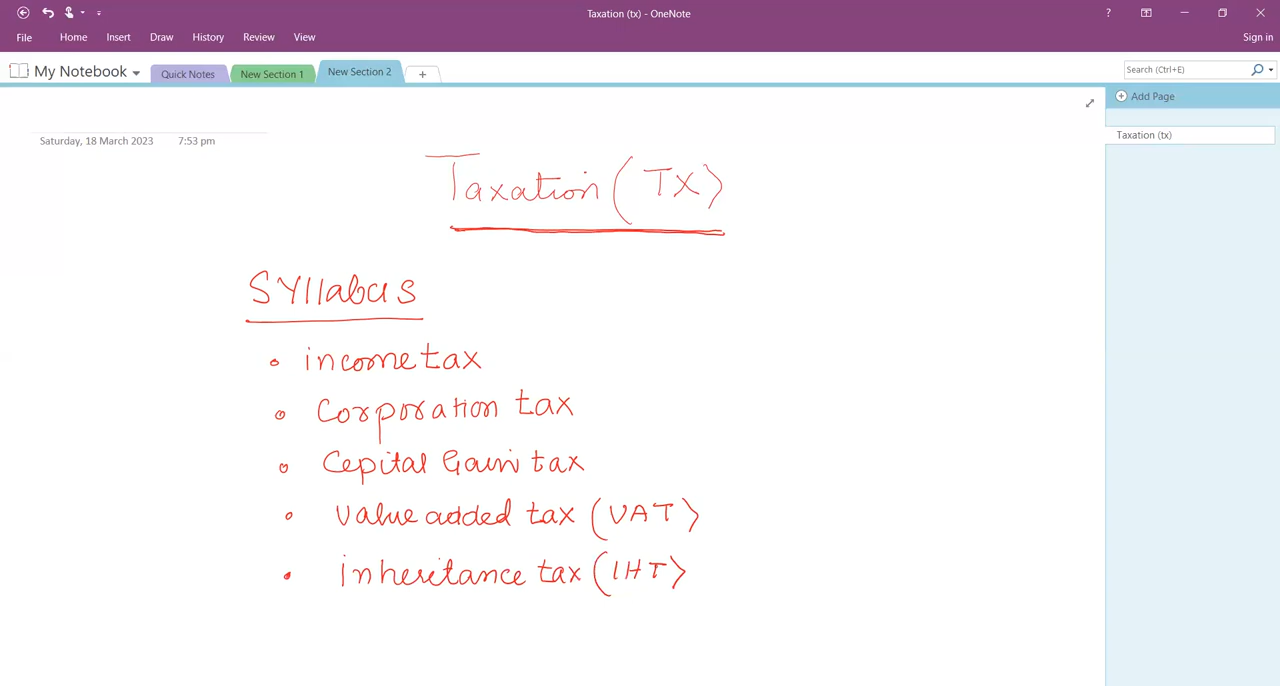 Taxation (tx) - OneNote
?
File Home Insert Draw History Review View
Sign in
My Notebook Quick Notes New Section 1 New Section 2 +
Search (Ctrl+E)
Add Page
Taxation (tx)
Saturday, 18 March 2023 7:53 pm
Taxation (TX)
SYllabus
• income tax
• Corporation tax
• Cepital Gain tax
• Value added tax (VAT)
• inheritance tax (IHT)